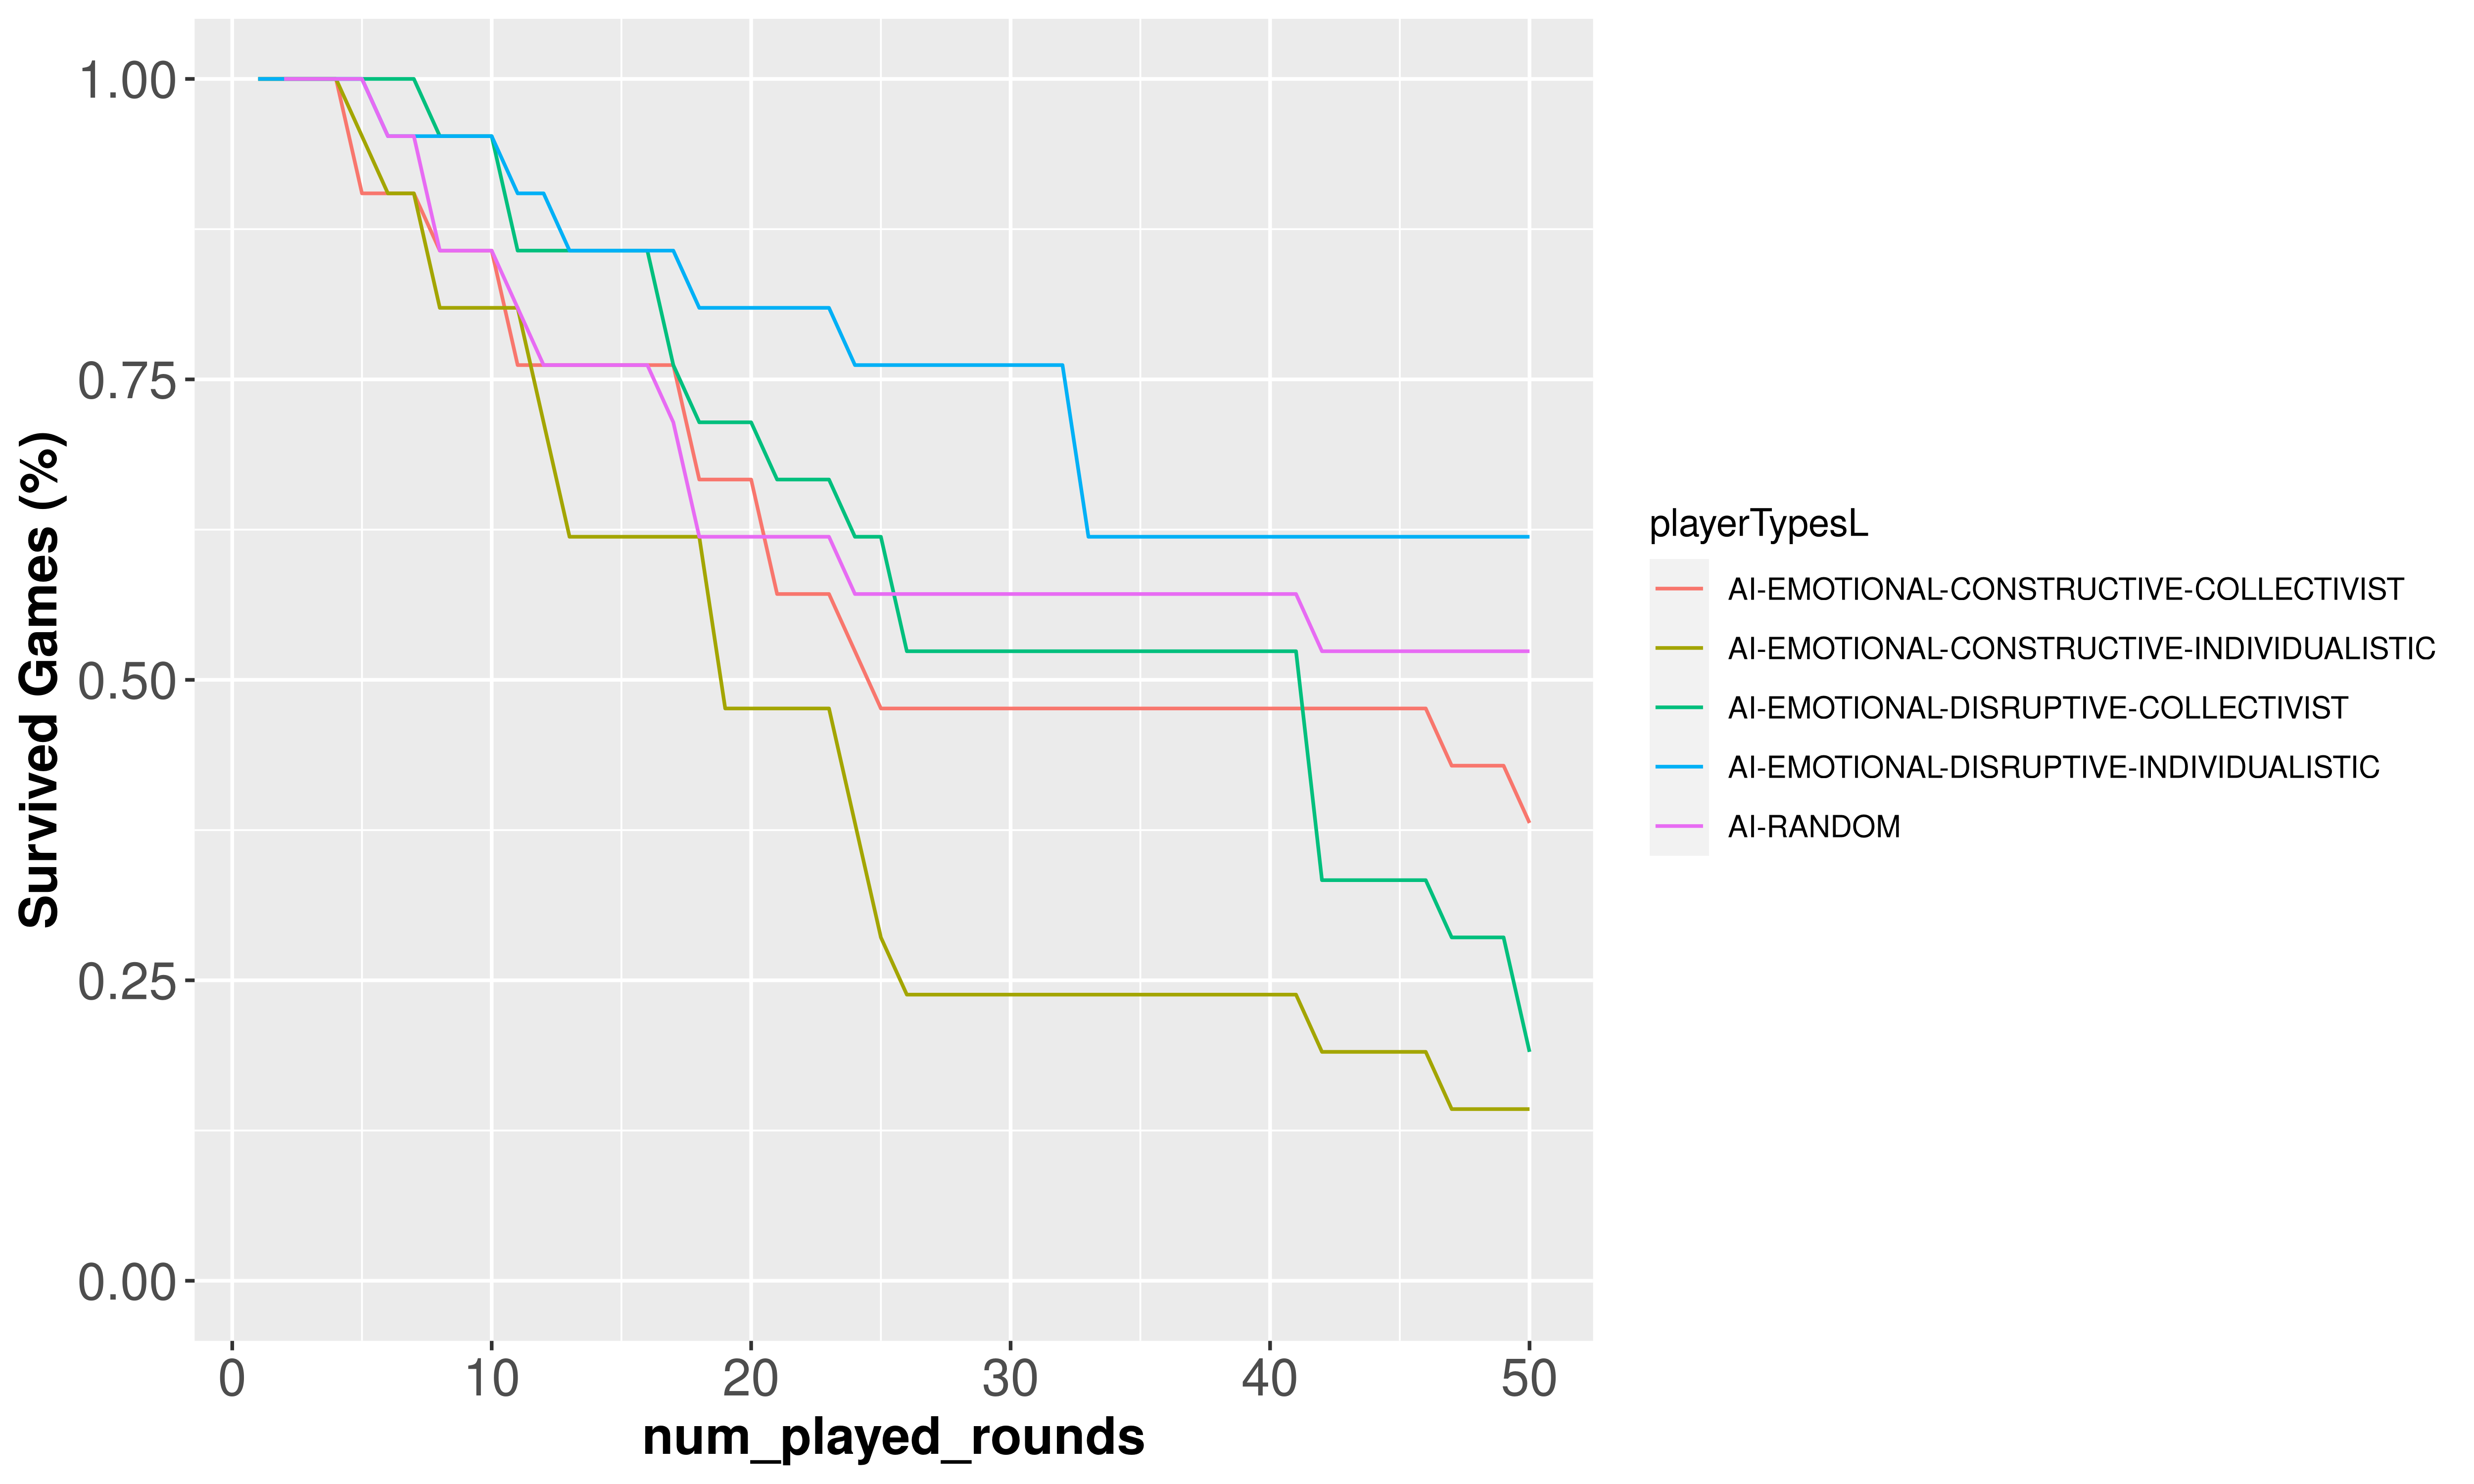 Survived Games (%)
1.00
0.75
0.50
0.25
0.00
0 10 20 30 40 50
num_played_rounds
playerTypesL
AI-EMOTIONAL-CONSTRUCTIVE-COLLECTIVIST
AI-EMOTIONAL-CONSTRUCTIVE-INDIVIDUALISTIC
AI-EMOTIONAL-DISRUPTIVE-COLLECTIVIST
AI-EMOTIONAL-DISRUPTIVE-INDIVIDUALISTIC
AI-RANDOM